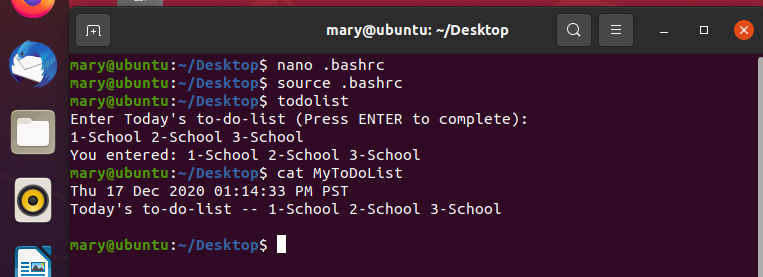 mary@ubuntu: ~/Desktop
mary@ubuntu:~/Desktop$ nano .bashrc
mary@ubuntu:~/Desktop$ source .bashrc
mary@ubuntu:~/Desktop$ todolist
Enter Today's to-do-list (Press ENTER to complete):
1-School 2-School 3-School
You entered: 1-School 2-School 3-School
mary@ubuntu:~/Desktop$ cat MyToDoList
Thu 17 Dec 2020 01:14:33 PM PST
Today's to-do-list -- 1-School 2-School 3-School
mary@ubuntu:~/Desktop$